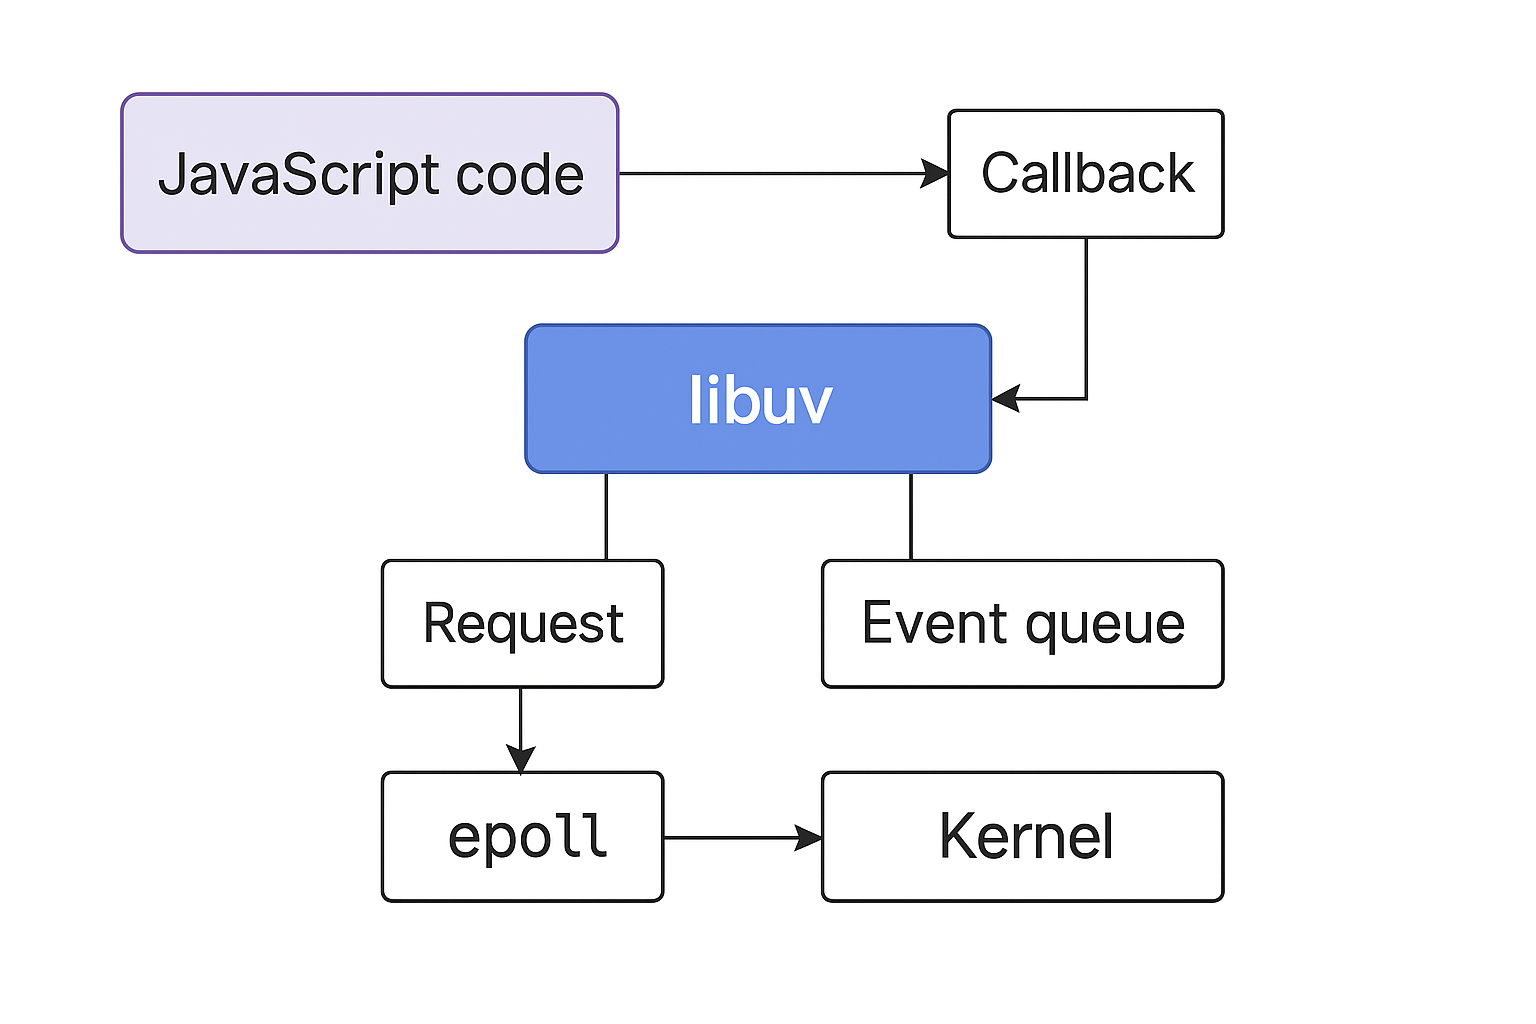 JavaScript code
Callback
libuv
Request
Event queue
epoll
Kernel